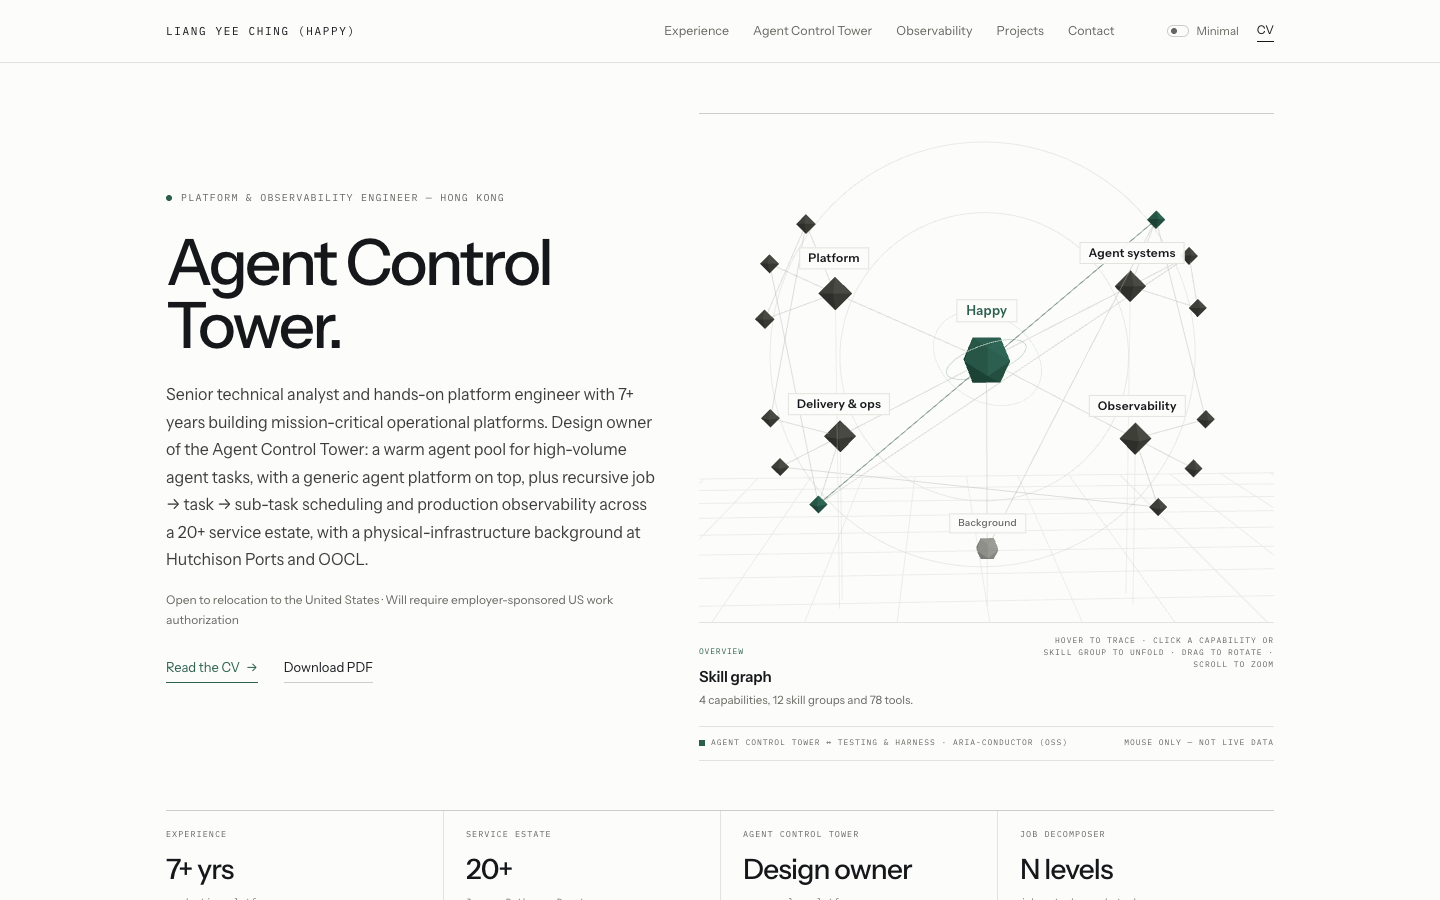 LIANG YEE CHING (HAPPY)
Experience
Agent Control Tower
Observability
Projects
Contact
Minimal
CV
PLATFORM & OBSERVABILITY ENGINEER — HONG KONG
Agent Control
Tower.
Senior technical analyst and hands-on platform engineer with 7+
years building mission-critical operational platforms. Design owner
of the Agent Control Tower: a warm agent pool for high-volume
agent tasks, with a generic agent platform on top, plus recursive job
→ task → sub-task scheduling and production observability across
a 20+ service estate, with a physical-infrastructure background at
Hutchison Ports and OOCL.
Open to relocation to the United States · Will require employer-sponsored US work
authorization
Read the CV →
Download PDF
Platform
Agent systems
Happy
Delivery & ops
Observability
Background
OVERVIEW
Skill graph
4 capabilities, 12 skill groups and 78 tools.
HOVER TO TRACE · CLICK A CAPABILITY OR
SKILL GROUP TO UNFOLD · DRAG TO ROTATE ·
SCROLL TO ZOOM
AGENT CONTROL TOWER ↔ TESTING & HARNESS · ARIA-CONDUCTOR (OSS)
MOUSE ONLY — NOT LIVE DATA
EXPERIENCE
7+ yrs
SERVICE ESTATE
20+
AGENT CONTROL TOWER
Design owner
JOB DECOMPOSER
N levels